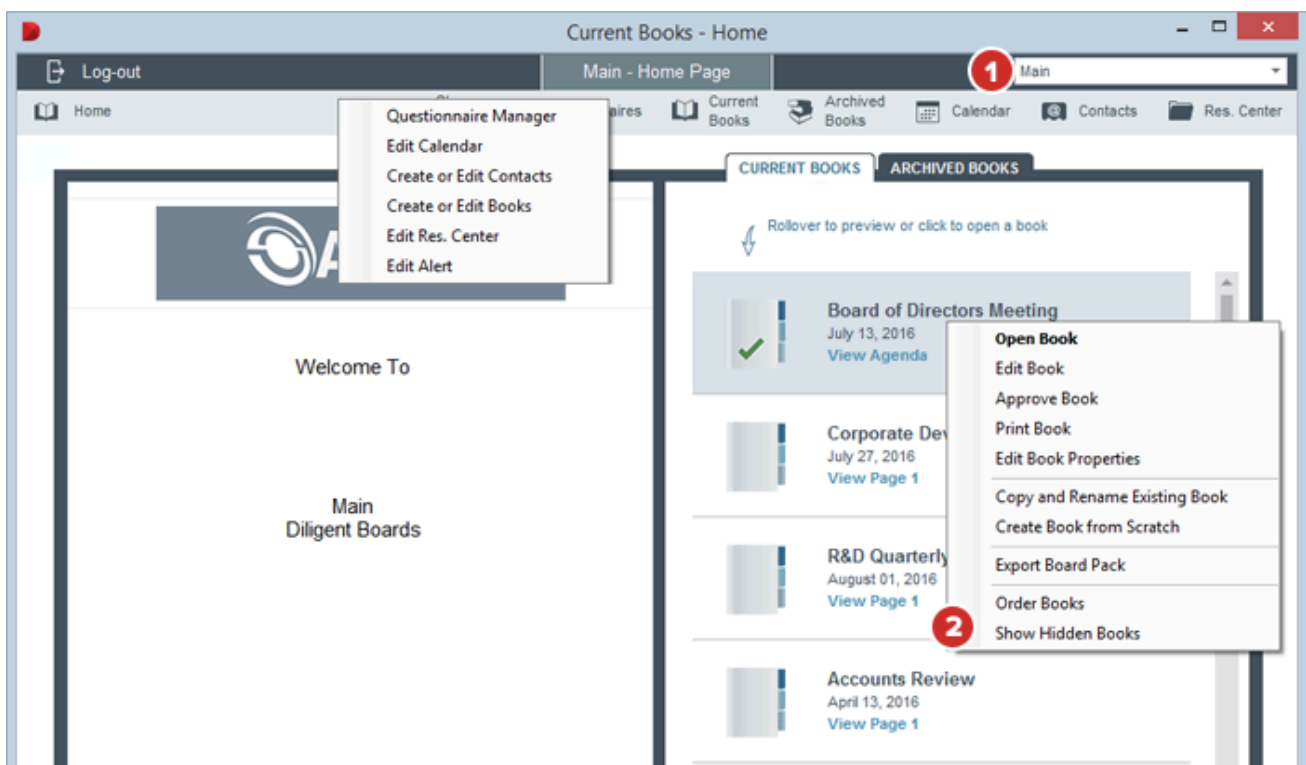 Current Books - Home
Log-out
Main - Home Page
1
Main
Home
Current
Books
Archived
Books
Calendar
Contacts
Res. Center
Questionnaire Manager
Edit Calendar
Create or Edit Contacts
Create or Edit Books
Edit Res. Center
Edit Alert
Welcome To
Main
Diligent Boards
CURRENT BOOKS
ARCHIVED BOOKS
Rollover to preview or click to open a book
Board of Directors Meeting
July 13, 2016
View Agenda
Corporate
July 27, 2016
View Page 1
R&D Quarterly
August 01, 2016
View Page 1
Accounts Review
April 13, 2016
View Page 1
Open Book
Edit Book
Approve Book
Print Book
Edit Book Properties
Copy and Rename Existing Book
Create Book from Scratch
Export Board Pack
Order Books
2
Show Hidden Books